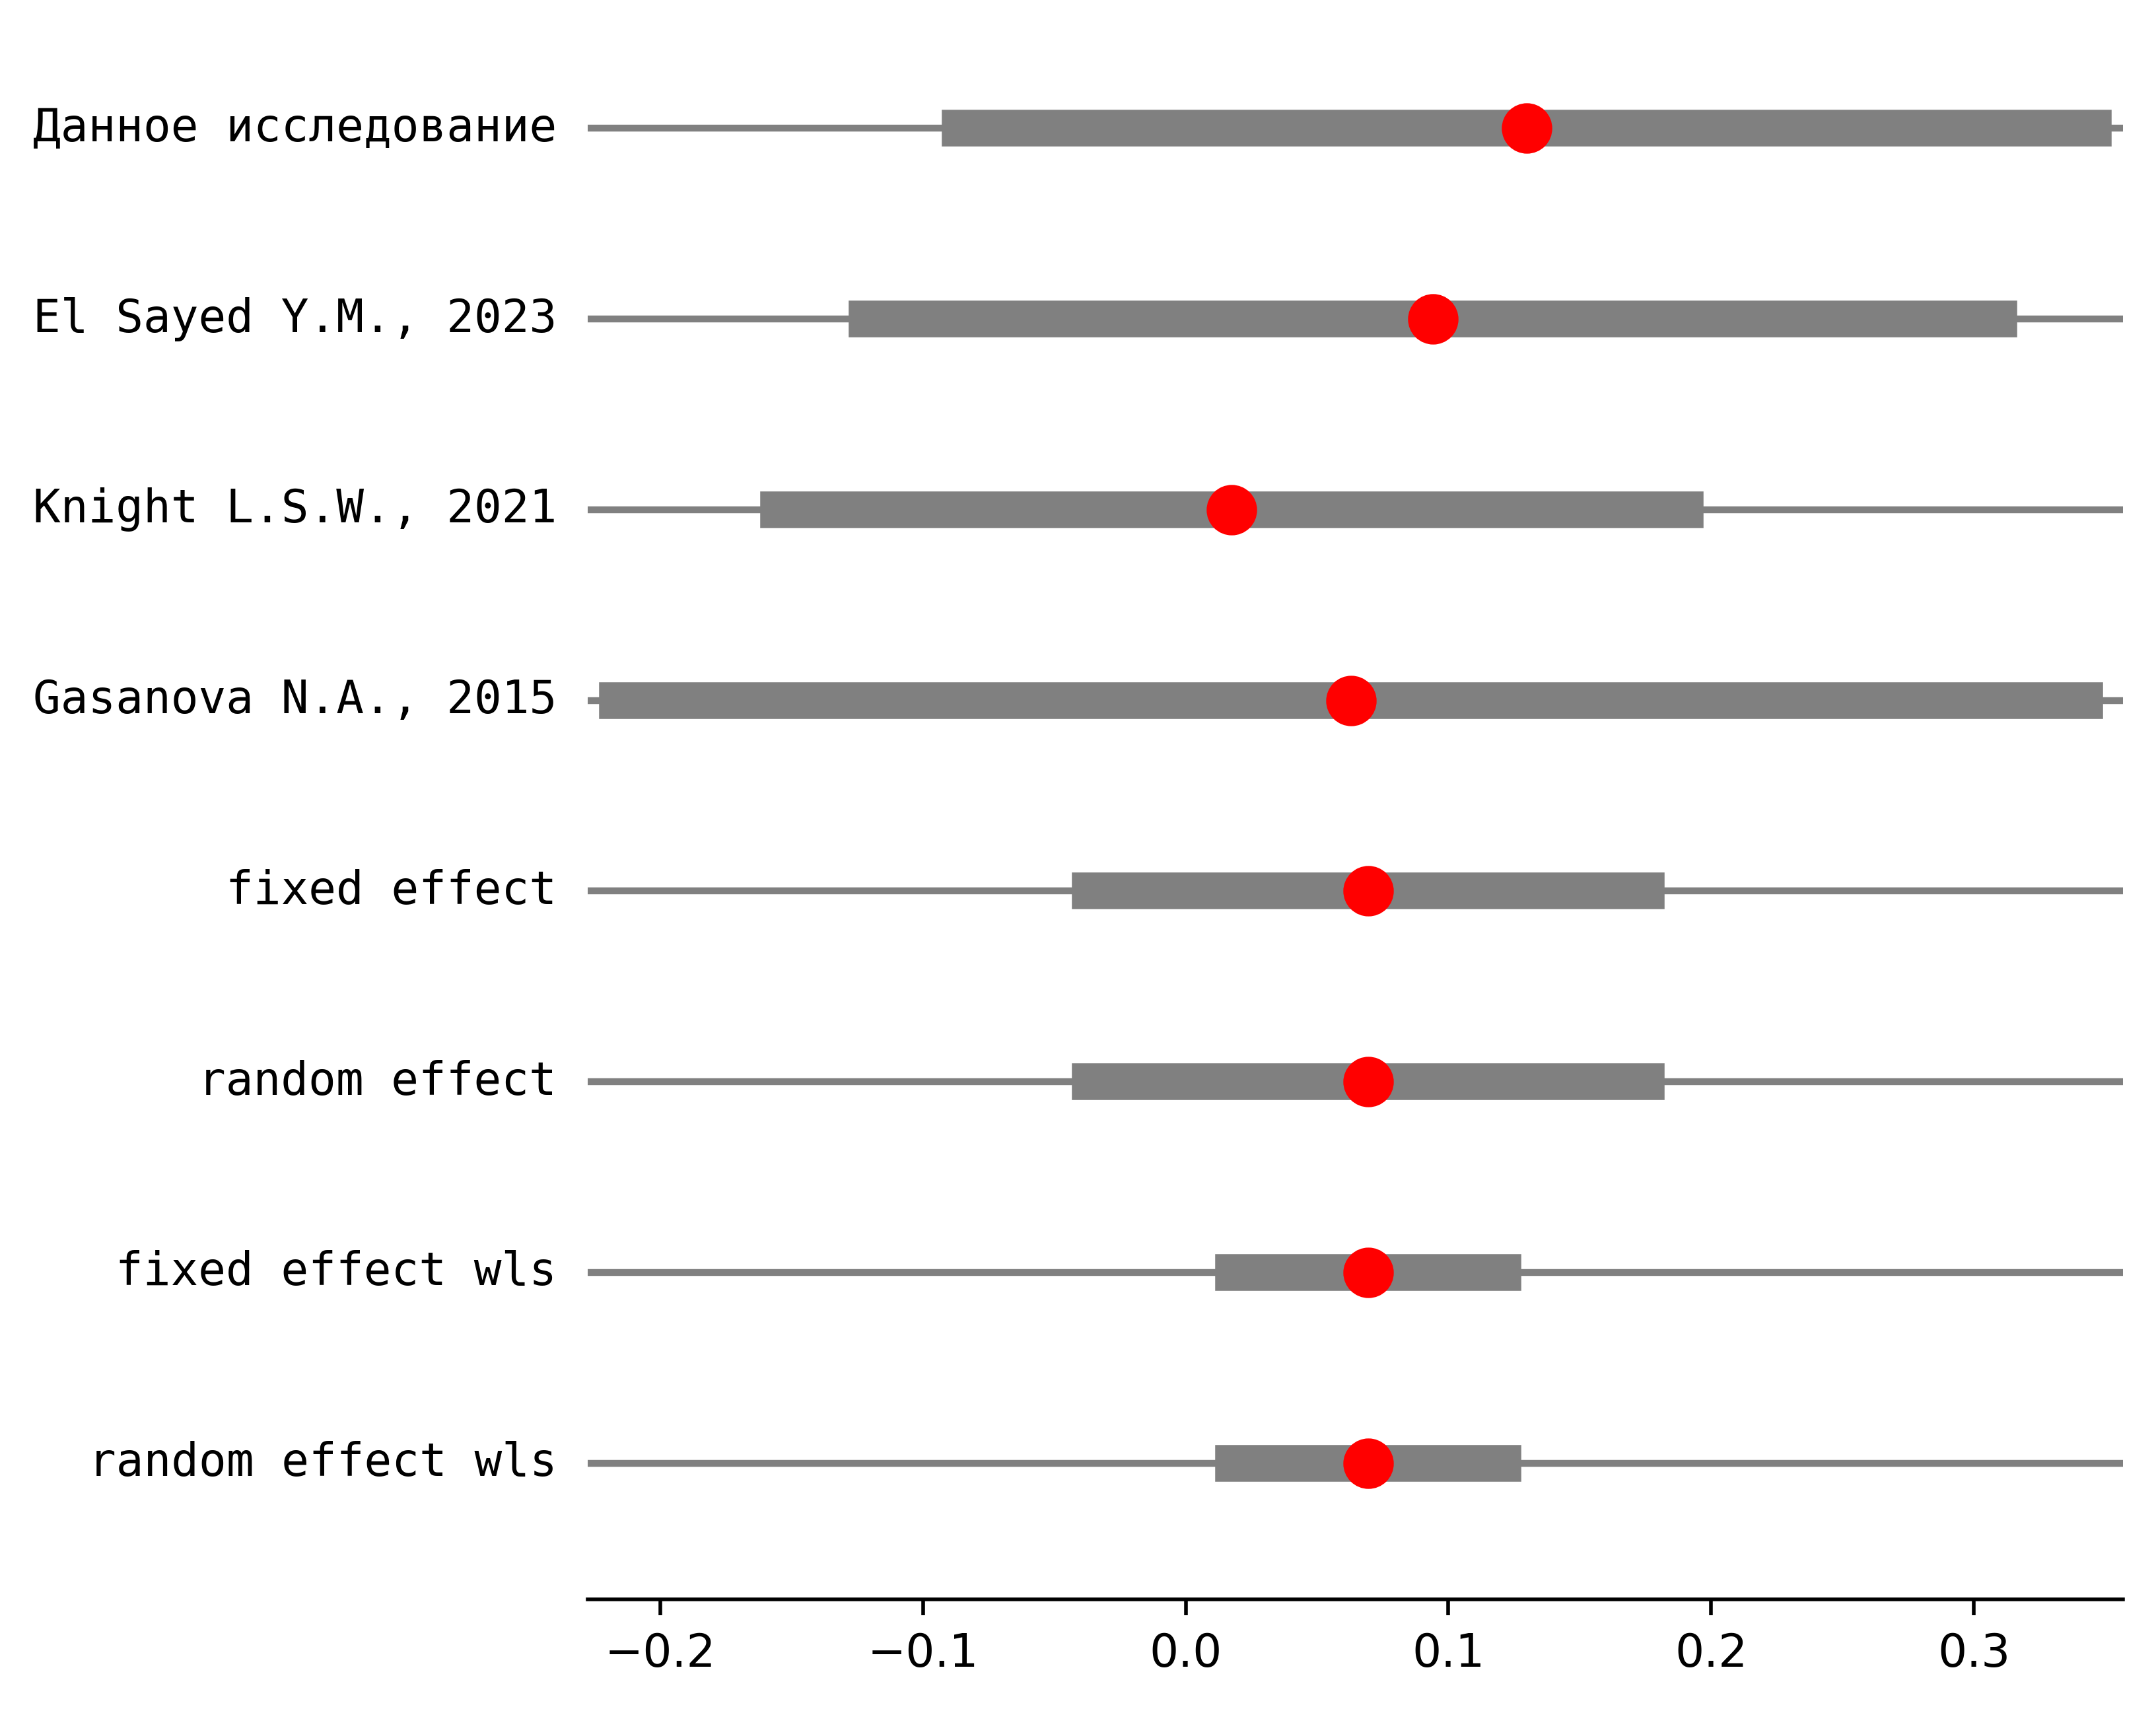 Данное исследование
El Sayed Y.M., 2023
Knight L.S.W., 2021
Gasanova N.A., 2015
fixed effect
random effect
fixed effect wls
random effect wls
−0.2 −0.1 0.0 0.1 0.2 0.3